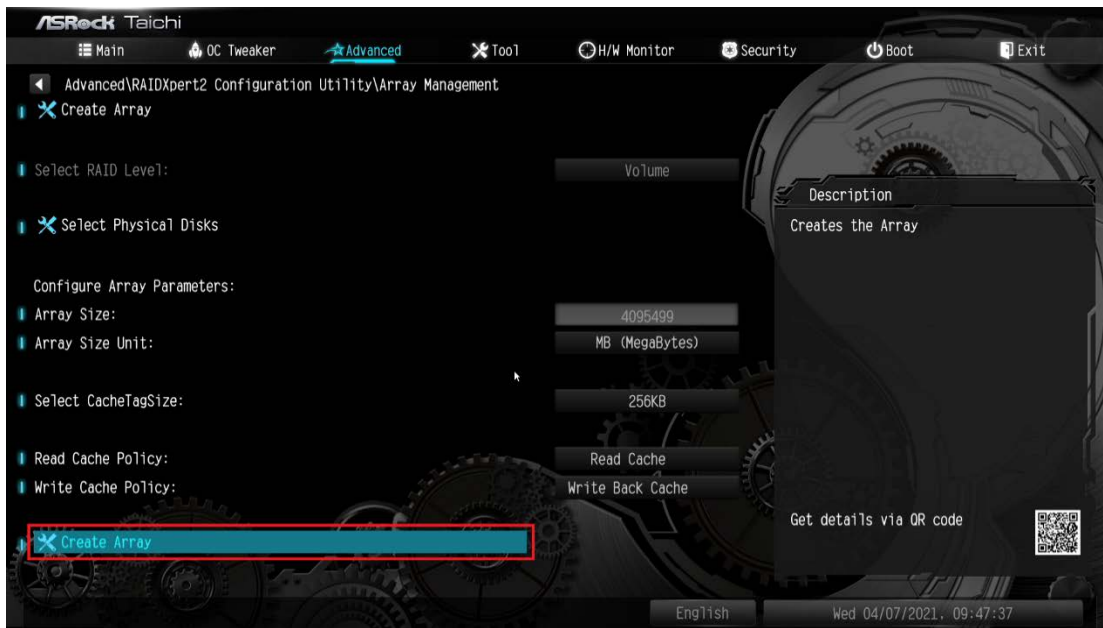 ASRock Taichi
Main OC Tweaker Advanced Tool H/W Monitor Security Boot Exit
Advanced\RAIDXpert2 Configuration Utility\Array Management
Create Array
Select RAID Level: Volume
Select Physical Disks
Configure Array Parameters:
Array Size: 4095499
Array Size Unit: MB (MegaBytes)
Select CacheTagSize: 256KB
Read Cache Policy: Read Cache
Write Cache Policy: Write Back Cache
Create Array
Description
Creates the Array
Get details via QR code
English Wed 04/07/2021, 09:47:37